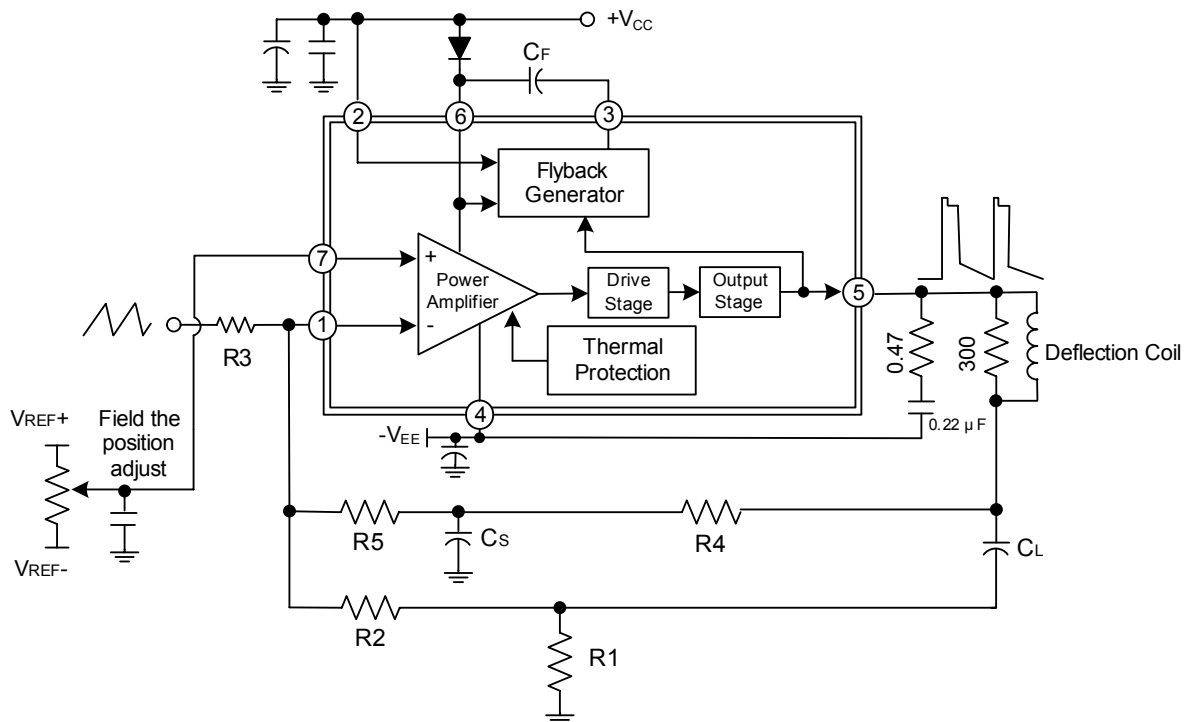 +VCC
CF
2
6
3
Flyback
Generator
7
+
Power
Amplifier
-
Drive
Stage
Output
Stage
5
1
R3
Thermal
Protection
0.47
300
Deflection Coil
4
0.22 µF
-VEE
VREF+
Field the
position
adjust
VREF-
R5
CS
R4
CL
R2
R1